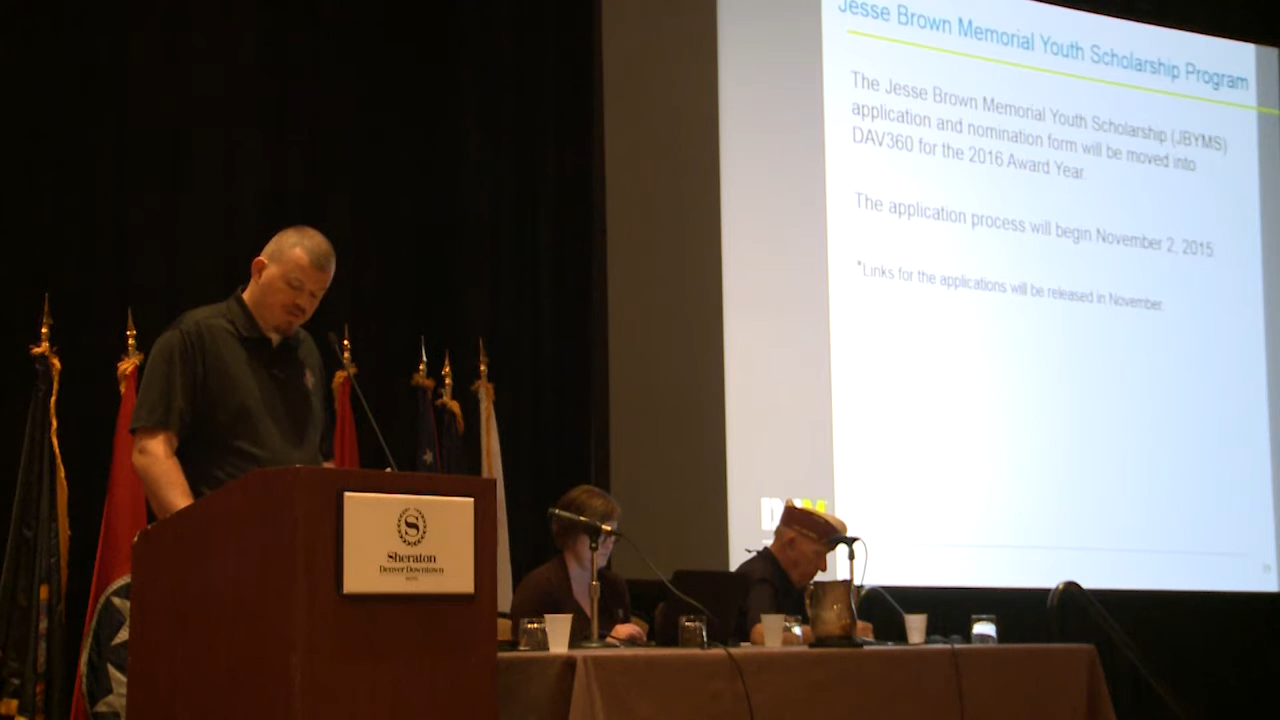 Jesse Brown Memorial Youth Scholarship Program
The Jesse Brown Memorial Youth Scholarship (JBYMS)
application and nomination form will be moved into
DAV360 for the 2016 Award Year.
The application process will begin November 2, 2015.
*Links for the applications will be released in November.
S
Sheraton
Denver Downtown